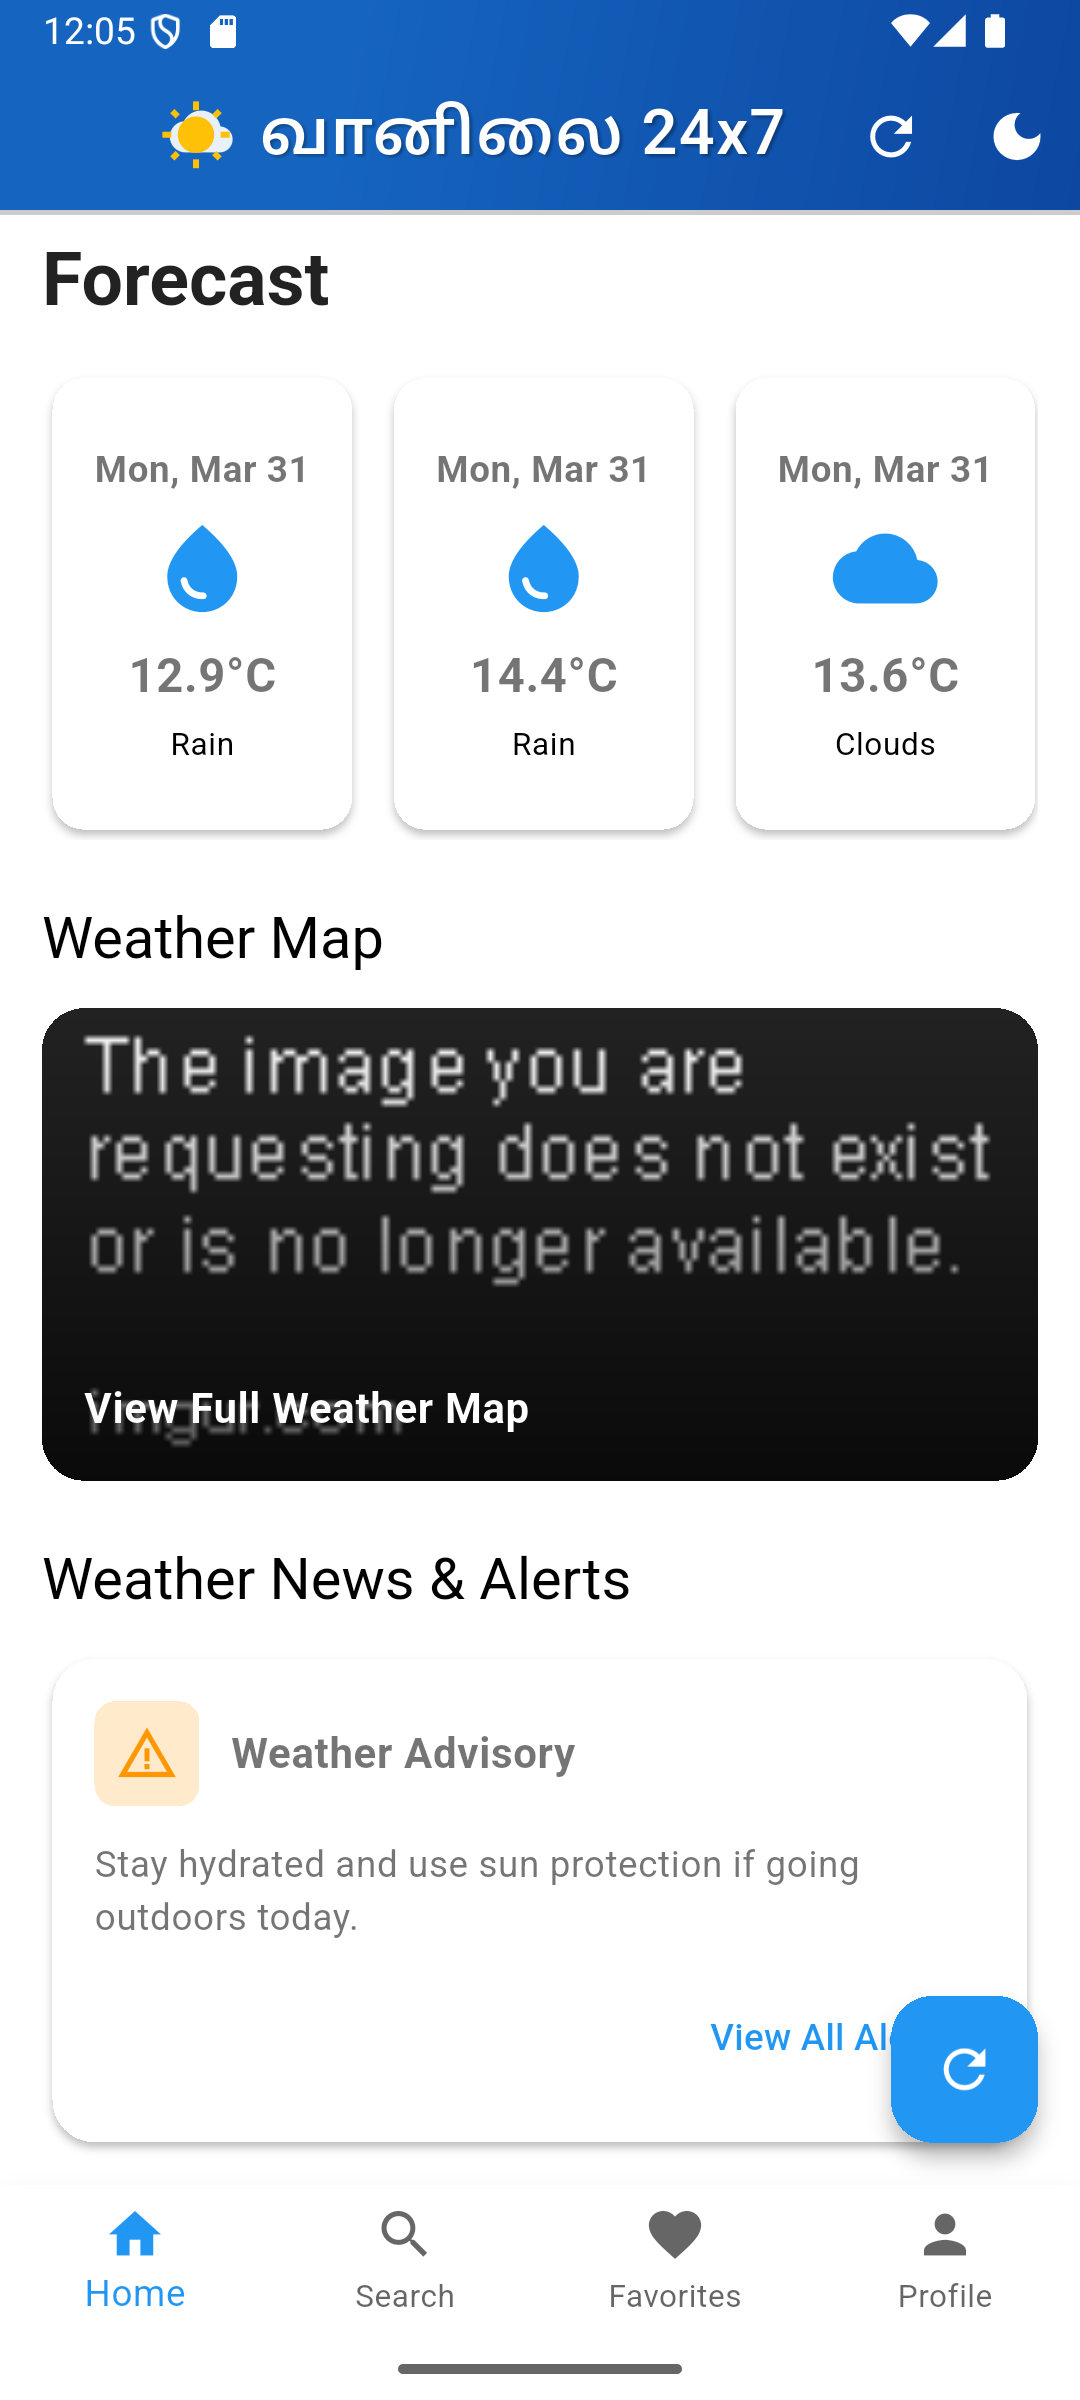 12:05
வானிலை 24x7
Forecast
Mon, Mar 31
12.9°C
Rain
Mon, Mar 31
14.4°C
Rain
Mon, Mar 31
13.6°C
Clouds
Weather Map
The image you are
requesting does not exist
or is no longer available.
imgur.com
View Full Weather Map
Weather News & Alerts
Weather Advisory
Stay hydrated and use sun protection if going
outdoors today.
View All
Home
Search
Favorites
Profile